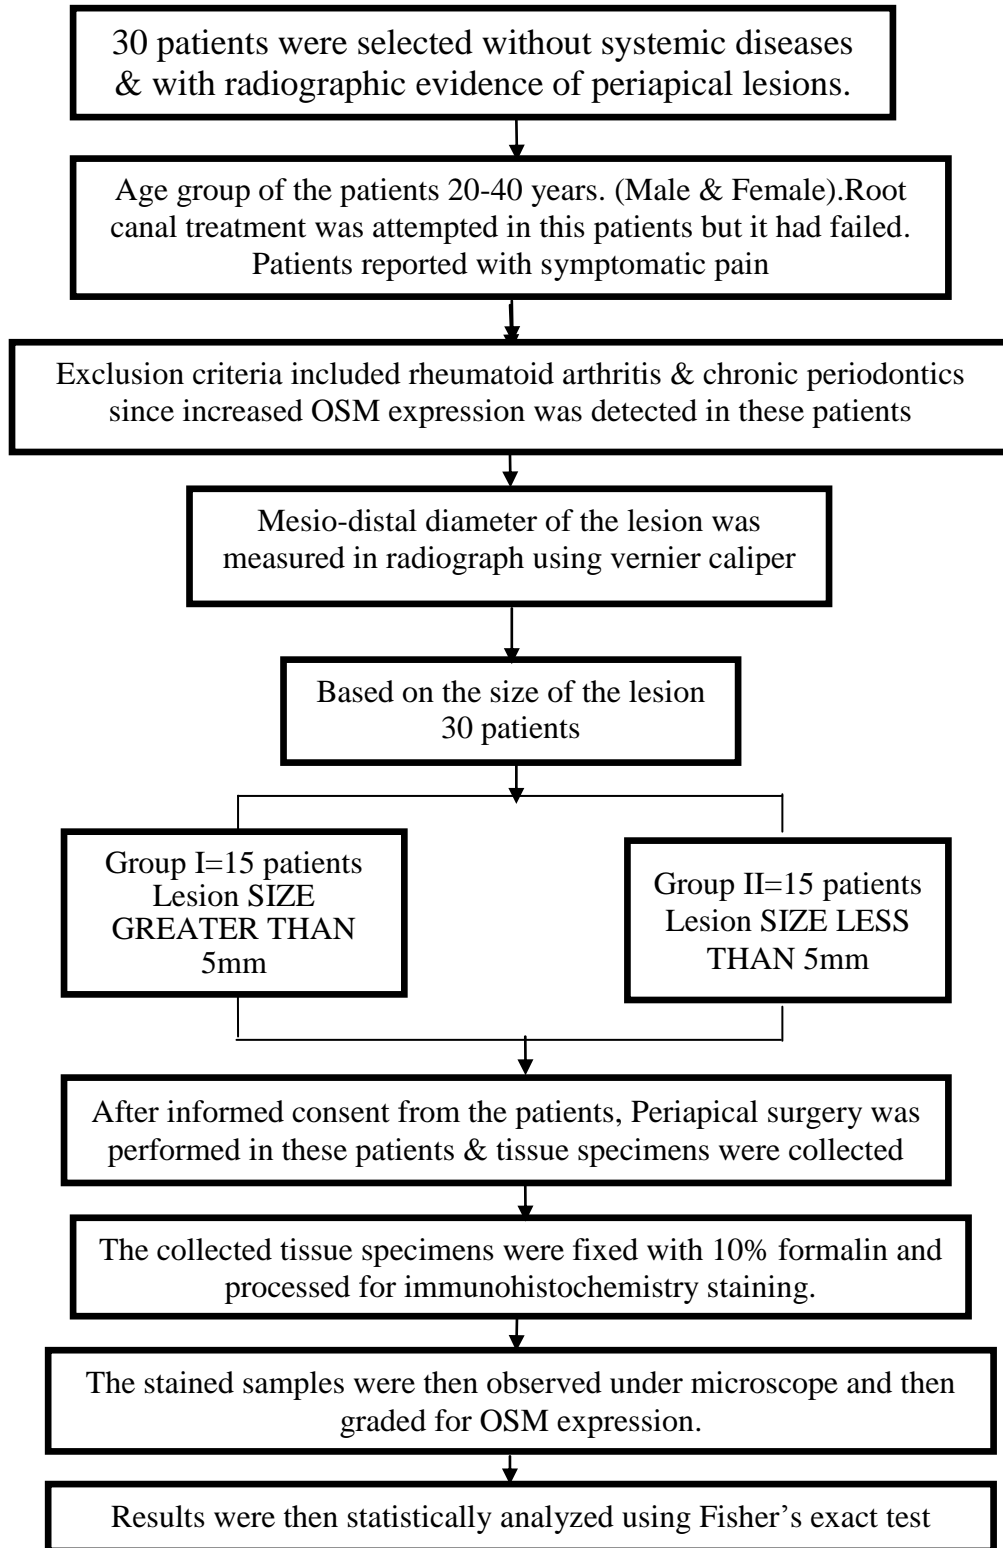 30 patients were selected without systemic diseases
& with radiographic evidence of periapical lesions.
Age group of the patients 20-40 years. (Male & Female).Root
canal treatment was attempted in this patients but it had failed.
Patients reported with symptomatic pain
Exclusion criteria included rheumatoid arthritis & chronic periodontics
since increased OSM expression was detected in these patients
Mesio-distal diameter of the lesion was
measured in radiograph using vernier caliper
Based on the size of the lesion
30 patients
Group I=15 patients
Lesion SIZE
GREATER THAN
5mm
Group II=15 patients
Lesion SIZE LESS
THAN 5mm
After informed consent from the patients, Periapical surgery was
performed in these patients & tissue specimens were collected
The collected tissue specimens were fixed with 10% formalin and
processed for immunohistochemistry staining.
The stained samples were then observed under microscope and then
graded for OSM expression.
Results were then statistically analyzed using Fisher’s exact test